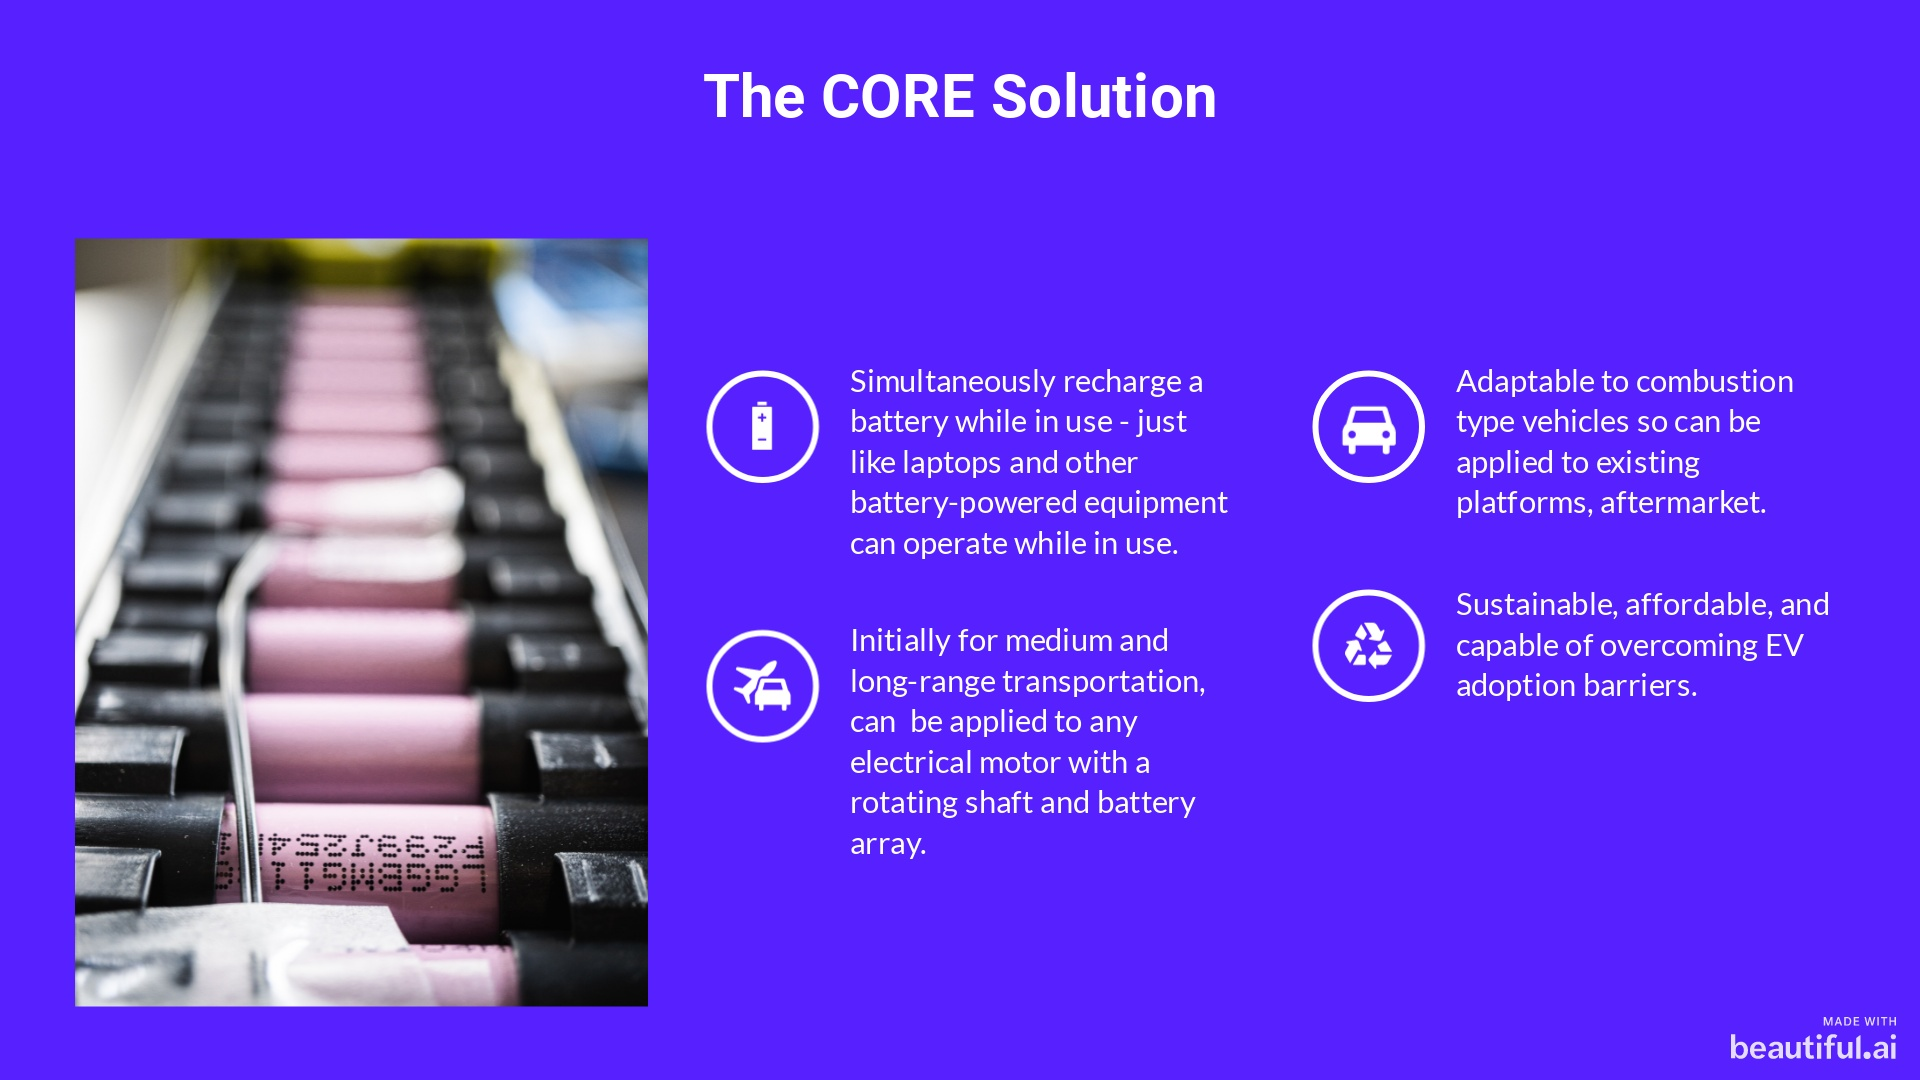 The CORE Solution
Simultaneously recharge a
battery while in use - just
like laptops and other
battery-powered equipment
can operate while in use.
Initially for medium and
long-range transportation,
can  be applied to any
electrical motor with a
rotating shaft and battery
array.
Adaptable to combustion
type vehicles so can be
applied to existing
platforms, aftermarket.
Sustainable, affordable, and
capable of overcoming EV
adoption barriers.
MADE WITH
beautiful.ai